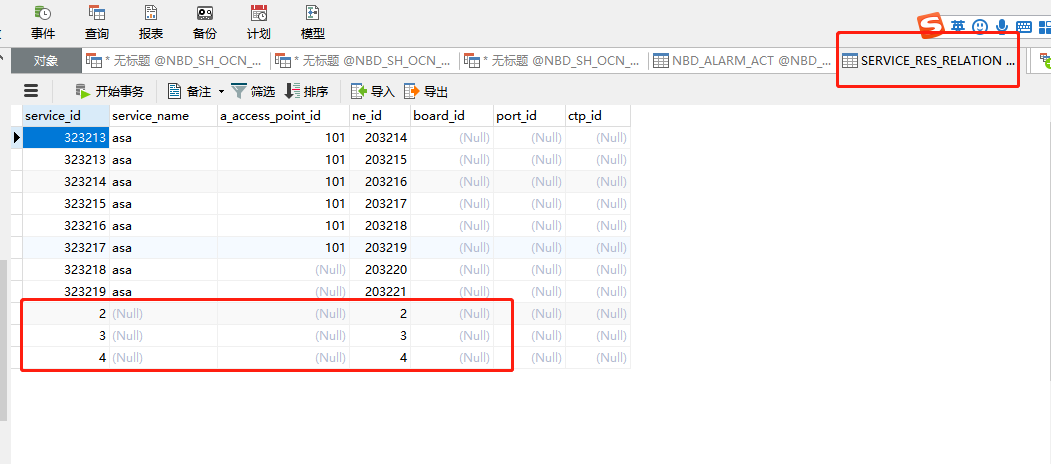 事件 查询 报表 备份 计划 模型
英
对象 * 无标题 @NBD_SH_OCN_... * 无标题 @NBD_SH_OCN_... * 无标题 @NBD_SH_OCN_... NBD_ALARM_ACT @NBD_... SERVICE_RES_RELATION ...
开始事务 备注 筛选 排序 导入 导出
service_id service_name a_access_point_id ne_id board_id port_id ctp_id
323213 asa 101 203214 (Null) (Null) (Null)
323213 asa 101 203215 (Null) (Null) (Null)
323214 asa 101 203216 (Null) (Null) (Null)
323215 asa 101 203217 (Null) (Null) (Null)
323216 asa 101 203218 (Null) (Null) (Null)
323217 asa 101 203219 (Null) (Null) (Null)
323218 asa (Null) 203220 (Null) (Null) (Null)
323219 asa (Null) 203221 (Null) (Null) (Null)
2 (Null) (Null) 2 (Null) (Null) (Null)
3 (Null) (Null) 3 (Null) (Null) (Null)
4 (Null) (Null) 4 (Null) (Null) (Null)